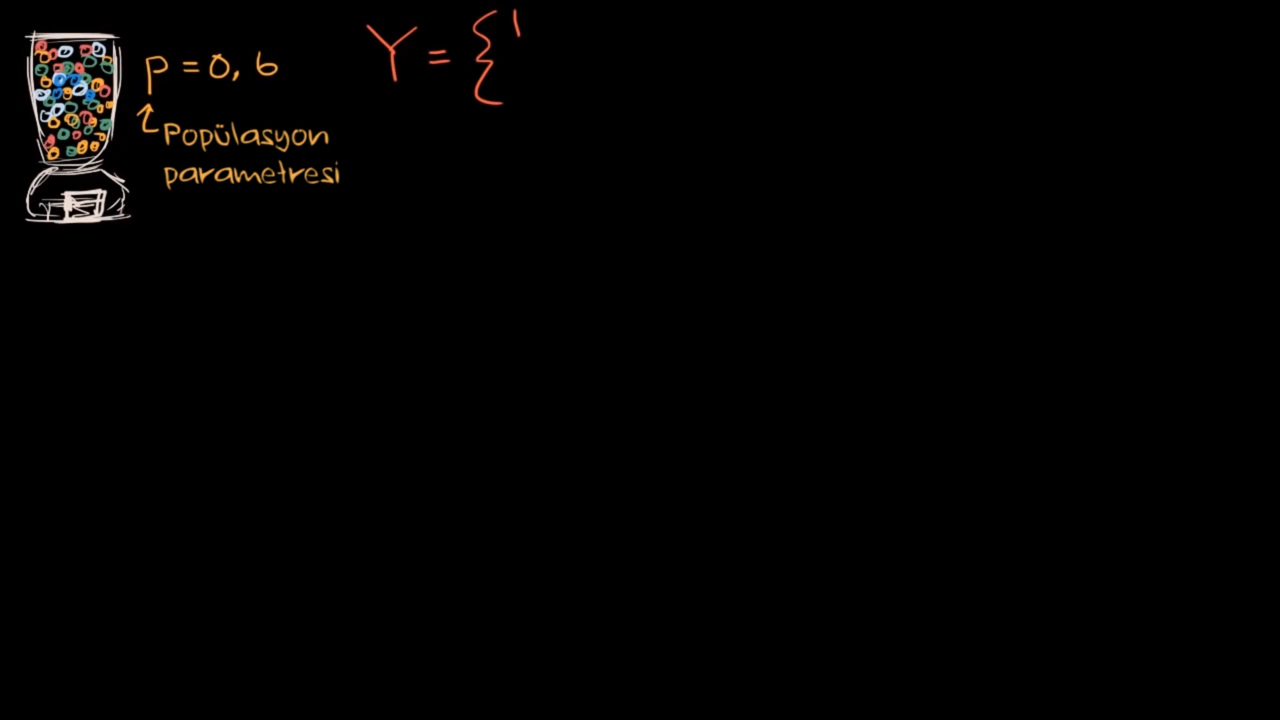 p = 0,6
Popülasyon
parametresi
Y = { 1